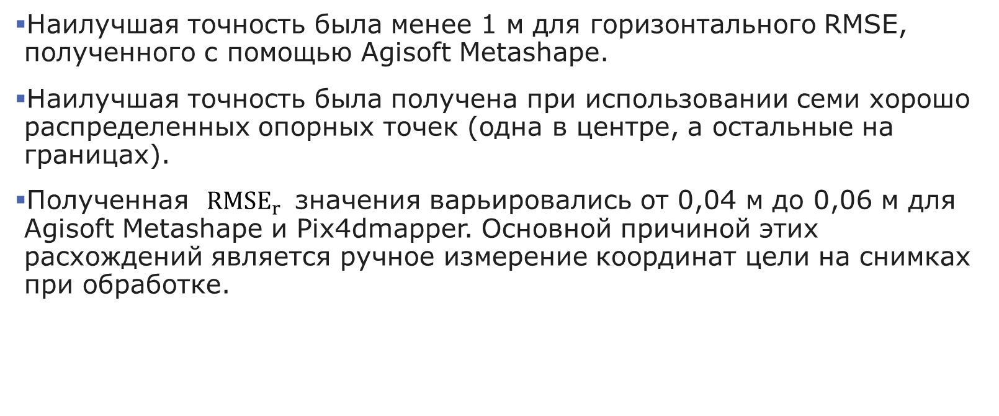 ▪Наилучшая точность была менее 1 м для горизонтального RMSE,
полученного с помощью Agisoft Metashape.
▪Наилучшая точность была получена при использовании семи хорошо
распределенных опорных точек (одна в центре, а остальные на
границах).
▪Полученная RMSEr значения варьировались от 0,04 м до 0,06 м для
Agisoft Metashape и Pix4dmapper. Основной причиной этих
расхождений является ручное измерение координат цели на снимках
при обработке.